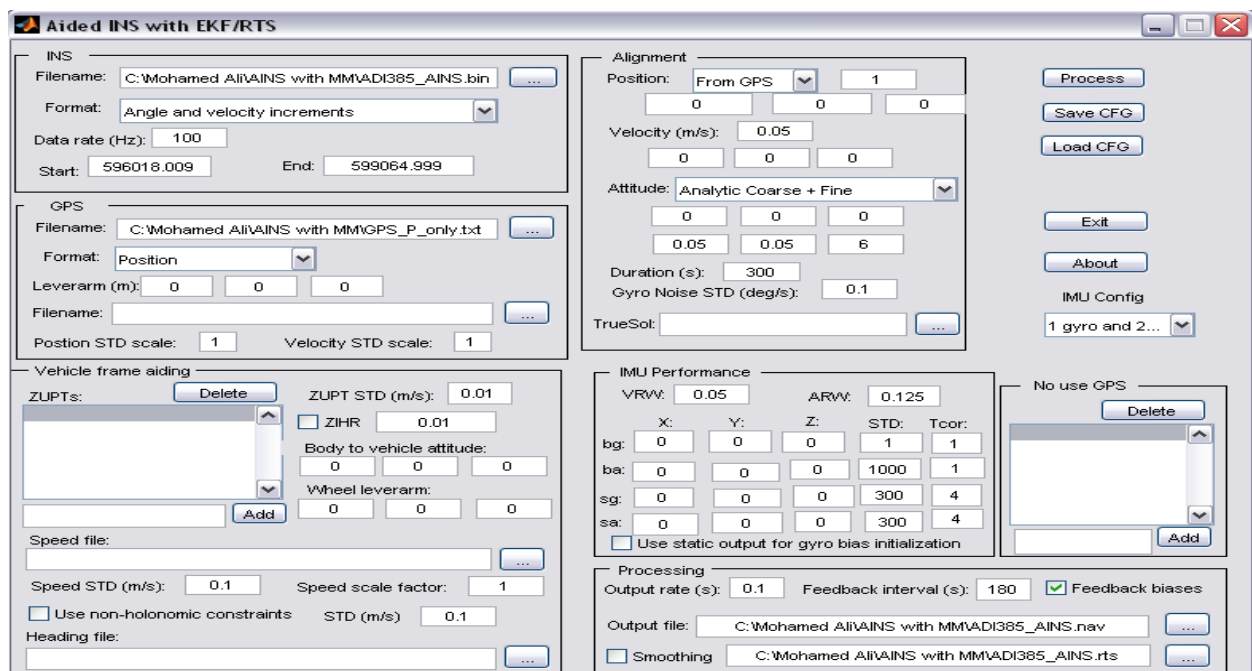 Aided INS with EKF/RTS
INS
Filename: C:\Mohamed Ali\AINS with MM\ADI385_AINS.bin ...
Format: Angle and velocity increments
Data rate (Hz): 100
Start: 596018.009 End: 599064.999
GPS
Filename: C:\Mohamed Ali\AINS with MM\GPS_P_only.txt ...
Format: Position
Leverarm (m): 0 0 0
Filename: ...
Postion STD scale: 1 Velocity STD scale: 1
Vehicle frame aiding
ZUPTs: Delete ZUPT STD (m/s): 0.01
ZIHR 0.01
Body to vehicle attitude:
0 0 0
Wheel leverarm:
Add 0 0 0
Speed file:
...
Speed STD (m/s): 0.1 Speed scale factor: 1
Use non-holonomic constraints STD (m/s) 0.1
Heading file:
...
Alignment
Position: From GPS 1
0 0 0
Velocity (m/s): 0.05
0 0 0
Attitude: Analytic Coarse + Fine
0 0 0
0.05 0.05 6
Duration (s): 300
Gyro Noise STD (deg/s): 0.1
TrueSol: ...
Process
Save CFG
Load CFG
Exit
About
IMU Config
1 gyro and 2...
IMU Performance
VRW: 0.05 ARW: 0.125
X: Y: Z: STD: Tcor:
bg: 0 0 0 1 1
ba: 0 0 0 1000 1
sg: 0 0 0 300 4
sa: 0 0 0 300 4
Use static output for gyro bias initialization
No use GPS
Delete
Add
Processing
Output rate (s): 0.1 Feedback interval (s): 180 Feedback biases
Output file: C:\Mohamed Ali\AINS with MM\ADI385_AINS.nav ...
Smoothing C:\Mohamed Ali\AINS with MM\ADI385_AINS.rts ...